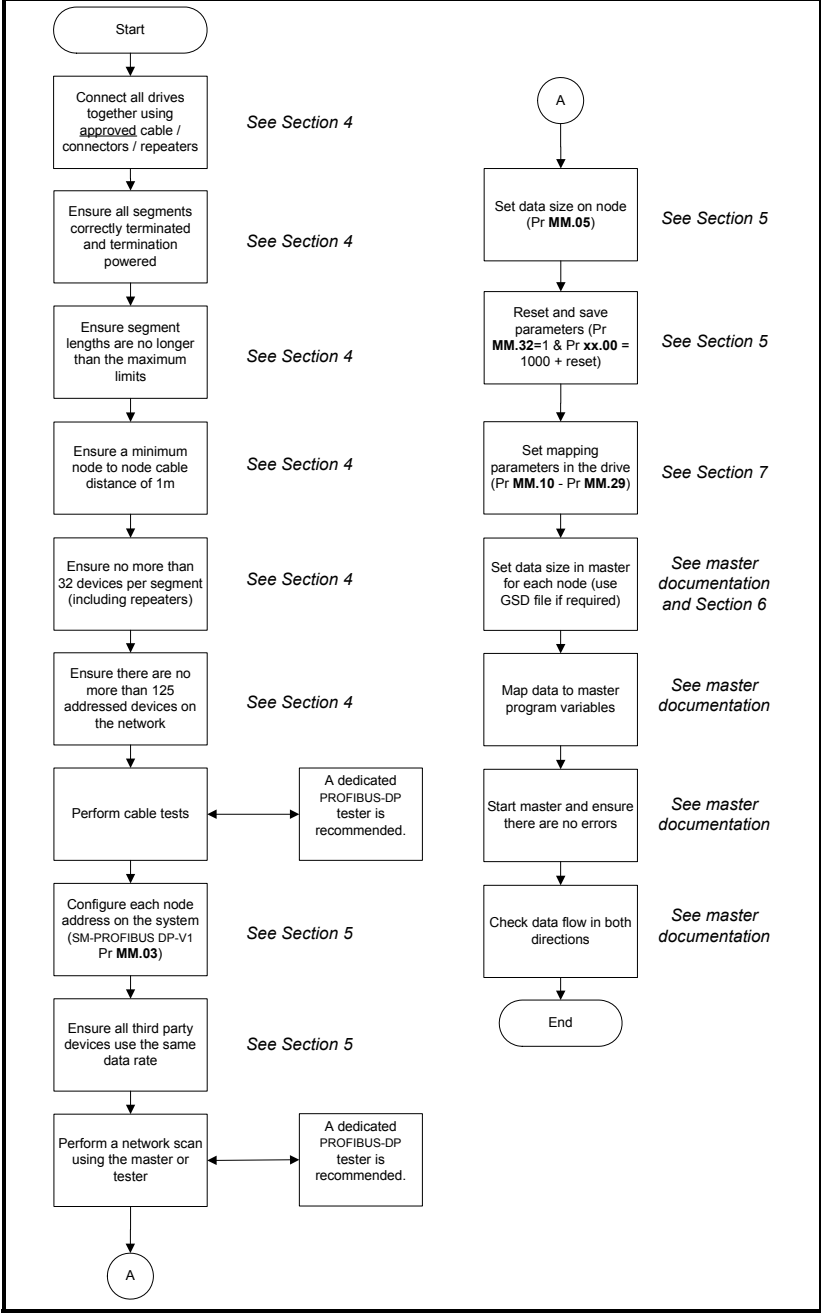 Start
Connect all drives
together using
approved cable /
connectors / repeaters
See Section 4
Ensure all segments
correctly terminated
and termination
powered
See Section 4
Ensure segment
lengths are no longer
than the maximum
limits
See Section 4
Ensure a minimum
node to node cable
distance of 1m
See Section 4
Ensure no more than
32 devices per segment
(including repeaters)
See Section 4
Ensure there are no
more than 125
addressed devices on
the network
See Section 4
Perform cable tests
A dedicated
PROFIBUS-DP
tester is
recommended.
Configure each node
address on the system
(SM-PROFIBUS DP-V1
Pr MM.03)
See Section 5
Ensure all third party
devices use the same
data rate
See Section 5
Perform a network scan
using the master or
tester
A dedicated
PROFIBUS-DP
tester is
recommended.
A
A
Set data size on node
(Pr MM.05)
See Section 5
Reset and save
parameters (Pr
MM.32=1 & Pr xx.00 =
1000 + reset)
See Section 5
Set mapping
parameters in the drive
(Pr MM.10 - Pr MM.29)
See Section 7
Set data size in master
for each node (use
GSD file if required)
See master
documentation
and Section 6
Map data to master
program variables
See master
documentation
Start master and ensure
there are no errors
See master
documentation
Check data flow in both
directions
See master
documentation
End